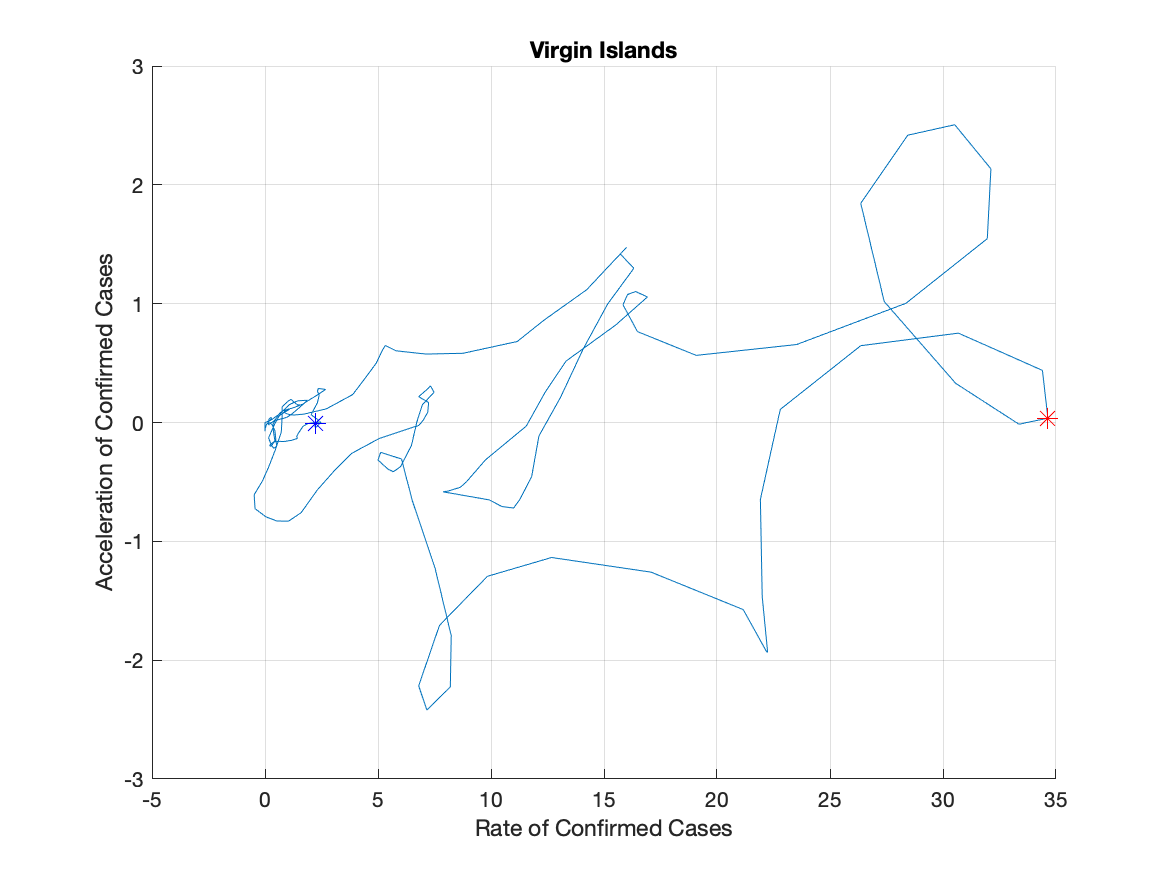 Virgin Islands
3
2
1
0
-1
-2
-3
Acceleration of Confirmed Cases
-5 0 5 10 15 20 25 30 35
Rate of Confirmed Cases